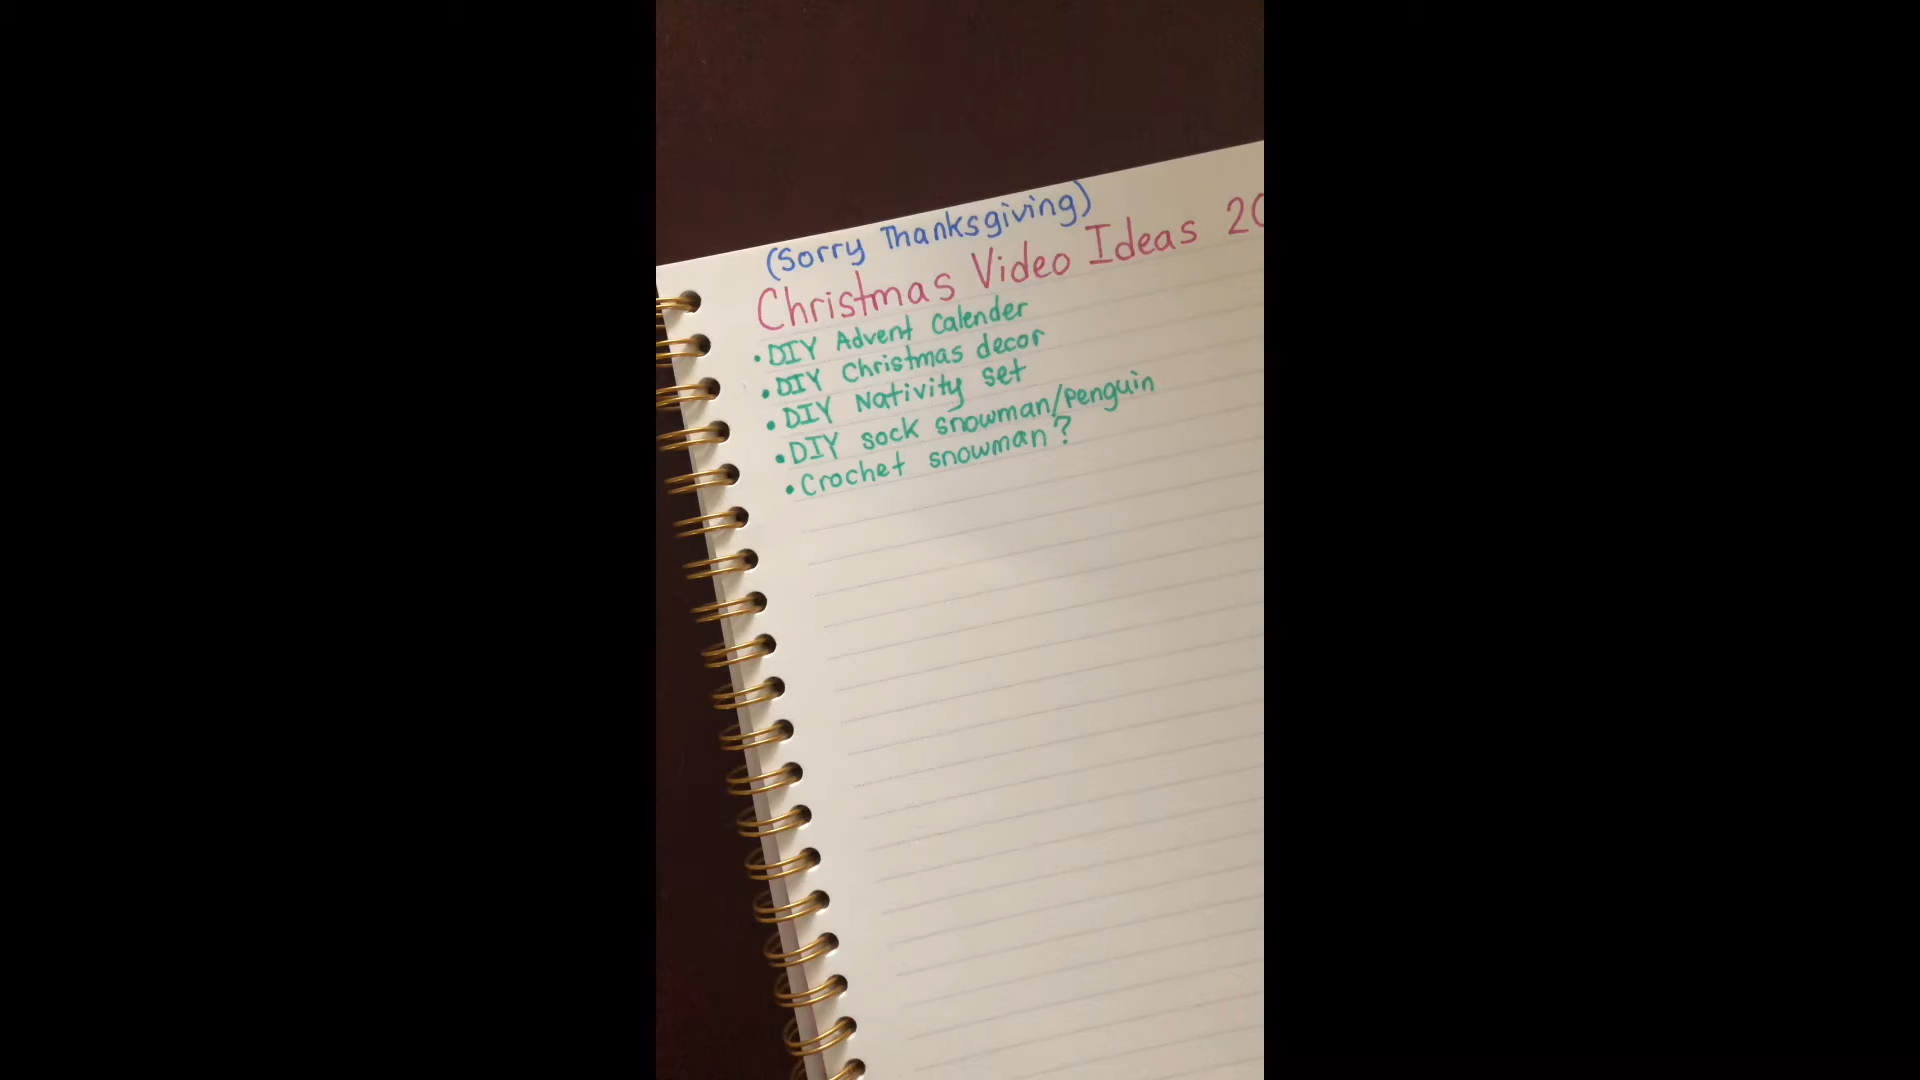 (Sorry Thanksgiving)
Christmas Video Ideas 20
• DIY Advent Calender
• DIY Christmas decor
• DIY Nativity set
• DIY sock snowman/penguin
• Crochet snowman?